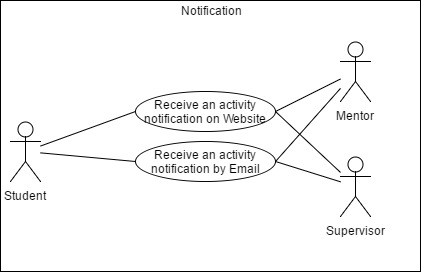 Notification
Receive an activity
notification on Website
Mentor
Receive an activity
notification by Email
Student
Supervisor